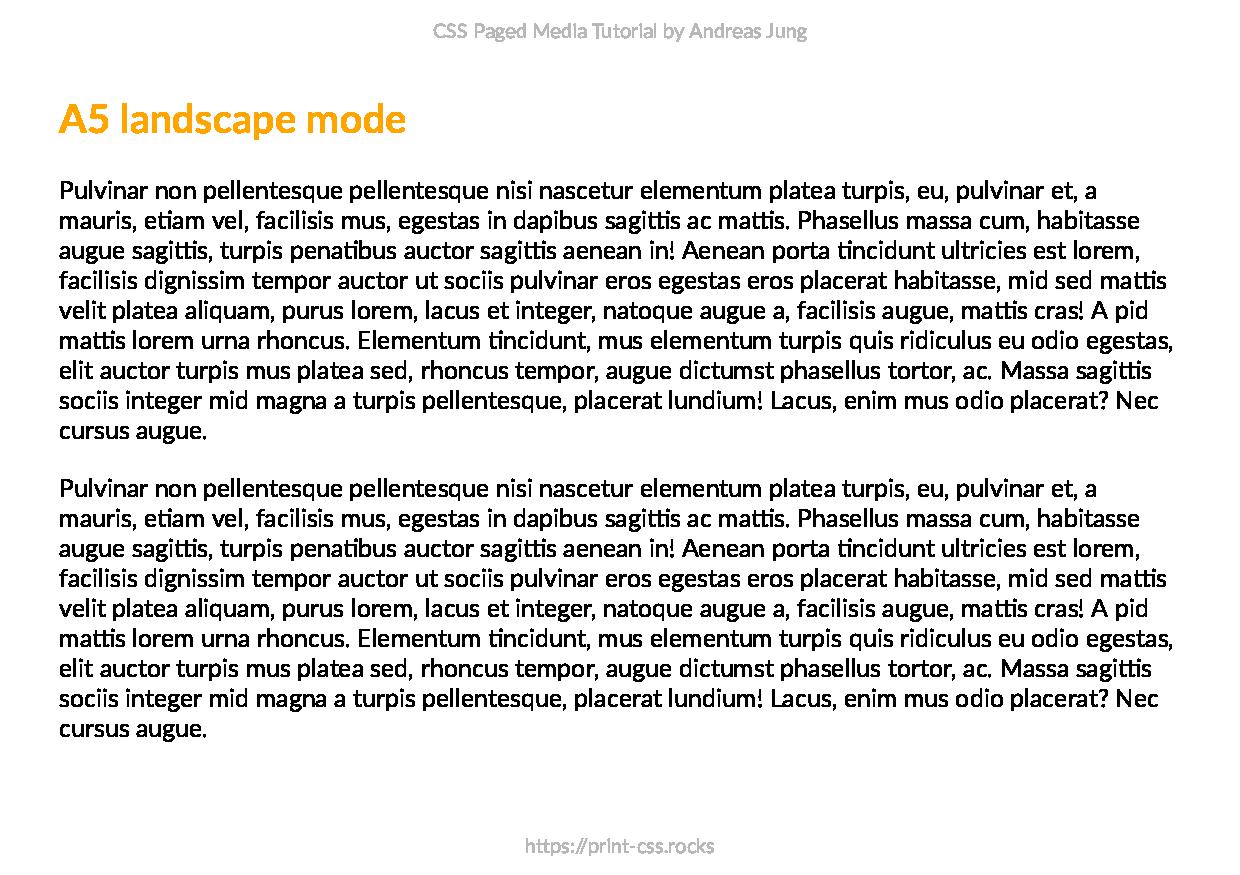 CSS Paged Media Tutorial by Andreas Jung
A5 landscape mode
Pulvinar non pellentesque pellentesque nisi nascetur elementum platea turpis, eu, pulvinar et, a
mauris, etiam vel, facilisis mus, egestas in dapibus sagittis ac mattis. Phasellus massa cum, habitasse
augue sagittis, turpis penatibus auctor sagittis aenean in! Aenean porta tincidunt ultricies est lorem,
facilisis dignissim tempor auctor ut sociis pulvinar eros egestas eros placerat habitasse, mid sed mattis
velit platea aliquam, purus lorem, lacus et integer, natoque augue a, facilisis augue, mattis cras! A pid
mattis lorem urna rhoncus. Elementum tincidunt, mus elementum turpis quis ridiculus eu odio egestas,
elit auctor turpis mus platea sed, rhoncus tempor, augue dictumst phasellus tortor, ac. Massa sagittis
sociis integer mid magna a turpis pellentesque, placerat lundium! Lacus, enim mus odio placerat? Nec
cursus augue.
Pulvinar non pellentesque pellentesque nisi nascetur elementum platea turpis, eu, pulvinar et, a
mauris, etiam vel, facilisis mus, egestas in dapibus sagittis ac mattis. Phasellus massa cum, habitasse
augue sagittis, turpis penatibus auctor sagittis aenean in! Aenean porta tincidunt ultricies est lorem,
facilisis dignissim tempor auctor ut sociis pulvinar eros egestas eros placerat habitasse, mid sed mattis
velit platea aliquam, purus lorem, lacus et integer, natoque augue a, facilisis augue, mattis cras! A pid
mattis lorem urna rhoncus. Elementum tincidunt, mus elementum turpis quis ridiculus eu odio egestas,
elit auctor turpis mus platea sed, rhoncus tempor, augue dictumst phasellus tortor, ac. Massa sagittis
sociis integer mid magna a turpis pellentesque, placerat lundium! Lacus, enim mus odio placerat? Nec
cursus augue.
https://print-css.rocks